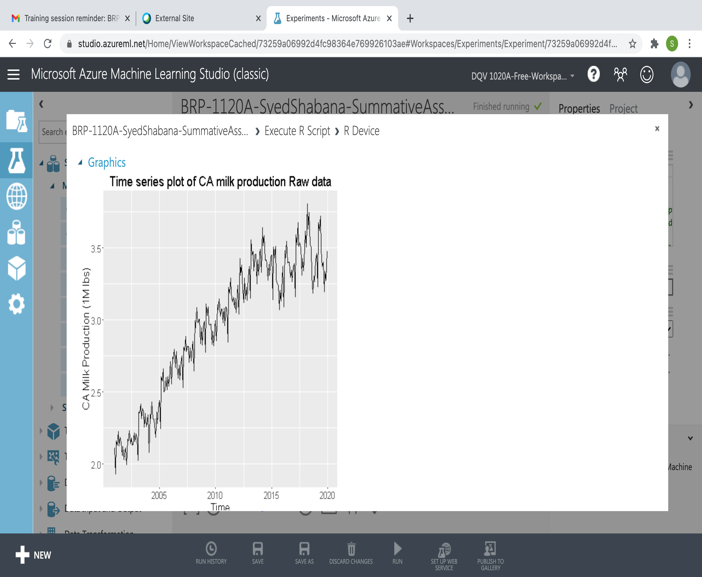 Training session reminder: BRP
External Site
Experiments - Microsoft Azure
studio.azureml.net/Home/ViewWorkspaceCached/73259a06992d4fc98364e769926103ae#Workspaces/Experiments/Experiment/73259a06992d4f...
S
Microsoft Azure Machine Learning Studio (classic)
DQV 1020A-Free-Workspa...
BRP-1120A-SyedShabana-SummativeAss...
Finished running
Properties Project
Search
BRP-1120A-SyedShabana-SummativeAss... Execute R Script R Device
x
Graphics
Time series plot of CA milk production Raw data
CA Milk Production (1M lbs)
3.5
3.0
2.5
2.0
2005 2010 2015 2020
Time
Machine
NEW
RUN HISTORY
SAVE
SAVE AS
DISCARD CHANGES
RUN
SET UP WEB SERVICE
PUBLISH TO GALLERY